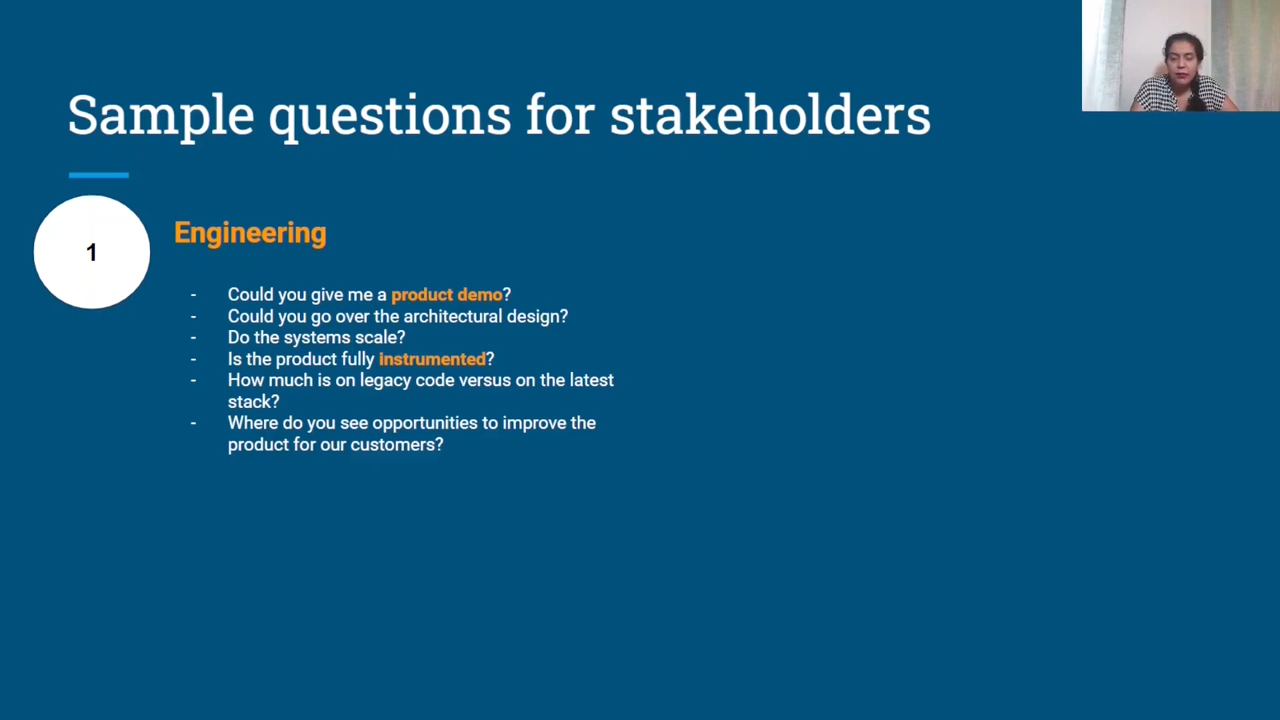 Sample questions for stakeholders
1
Engineering
- Could you give me a product demo?
- Could you go over the architectural design?
- Do the systems scale?
- Is the product fully instrumented?
- How much is on legacy code versus on the latest
stack?
- Where do you see opportunities to improve the
product for our customers?